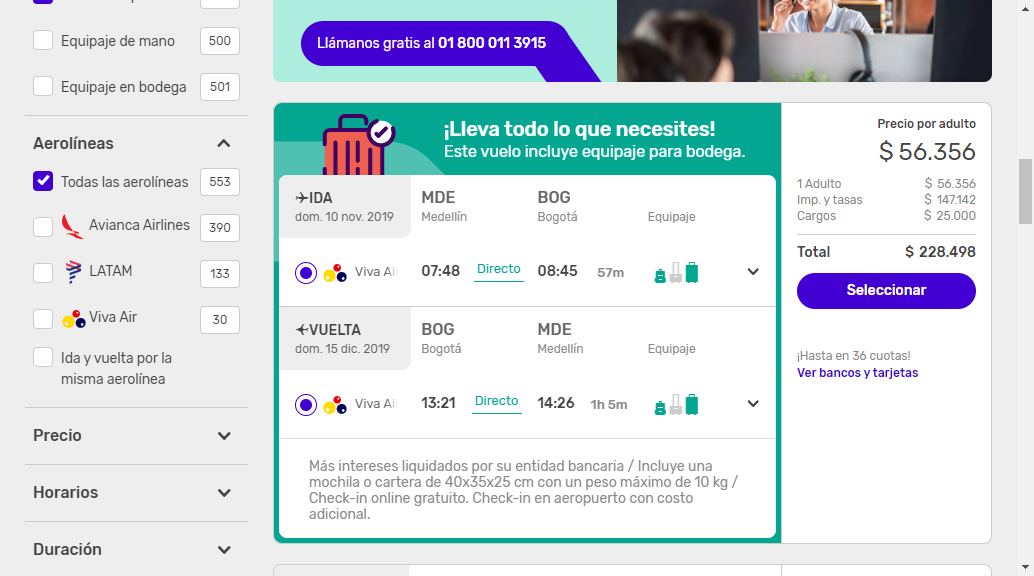 Equipaje de mano 500
Equipaje en bodega 501
Aerolíneas
Todas las aerolíneas 553
Avianca Airlines 390
LATAM 133
Viva Air 30
Ida y vuelta por la
misma aerolínea
Precio
Horarios
Duración
Llámanos gratis al 01 800 011 3915
¡Lleva todo lo que necesites!
Este vuelo incluye equipaje para bodega.
IDA MDE BOG
dom. 10 nov. 2019 Medellín Bogotá Equipaje
Viva Air 07:48 Directo 08:45 57m
VUELTA BOG MDE
dom. 15 dic. 2019 Bogotá Medellín Equipaje
Viva Air 13:21 Directo 14:26 1h 5m
Más intereses liquidados por su entidad bancaria / Incluye una
mochila o cartera de 40x35x25 cm con un peso máximo de 10 kg /
Check-in online gratuito. Check-in en aeropuerto con costo
adicional.
Precio por adulto
$ 56.356
1 Adulto $ 56.356
Imp. y tasas $ 147.142
Cargos $ 25.000
Total $ 228.498
Seleccionar
¡Hasta en 36 cuotas!
Ver bancos y tarjetas